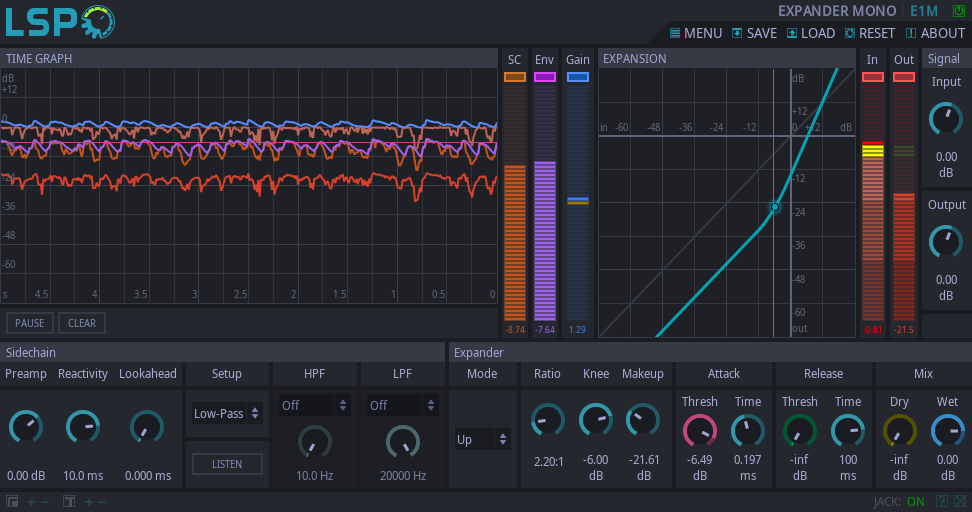 LSP
EXPANDER MONO E1M
MENU SAVE LOAD RESET ABOUT
TIME GRAPH
SC Env Gain
EXPANSION
In Out
Signal
dB
+12
0
-24
-36
-48
-60
s 4.5 4 3.5 3 2.5 2 1.5 1 0.5 0
PAUSE CLEAR
-8.74 -7.64 1.29
in -60 -48 -36 -24 -12 0 +12 dB
dB
+12
-12
-24
-36
-48
-60
out
-0.81 -21.5
Input
0.00
dB
Output
0.00
dB
Sidechain
Preamp Reactivity Lookahead Setup HPF LPF
Low-Pass
LISTEN
Off
Off
0.00 dB 10.0 ms 0.000 ms 10.0 Hz 20000 Hz
Expander
Mode Ratio Knee Makeup Attack Release Mix
Thresh Time Thresh Time Dry Wet
Up
2.20:1
-6.00
dB
-21.61
dB
-6.49
dB
0.197
ms
-inf
dB
100
ms
-inf
dB
0.00
dB
+ − T + −
JACK: ON ?